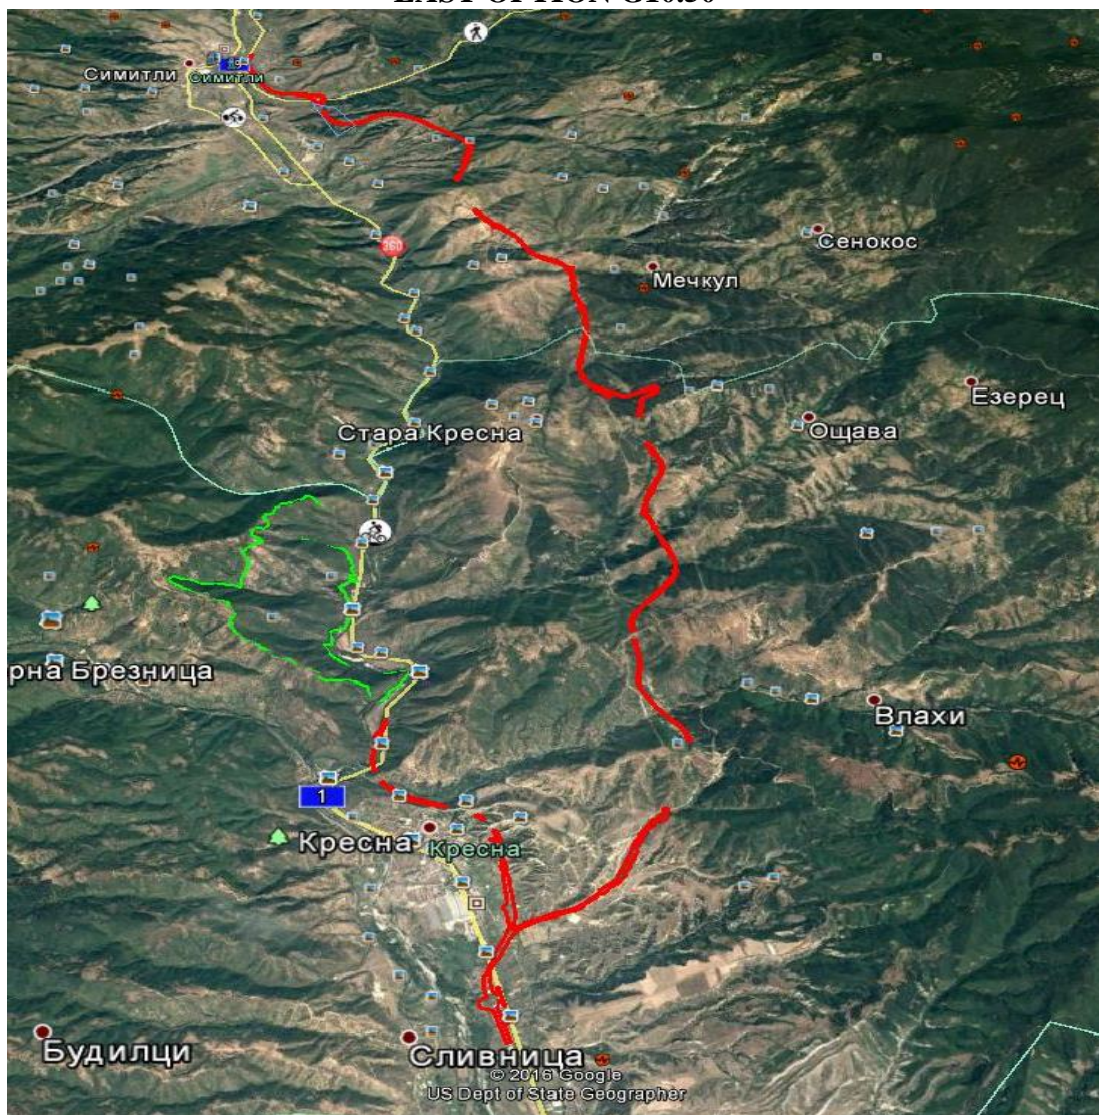 EAST OPTION G10.50
Симитли
Симитли
360
Сенокос
Мечкул
Езерец
Ощава
Стара Кресна
рна Брезница
Влахи
1
Кресна
Кресна
Будилци
Сливница
© 2016 Google
US Dept of State Geographer